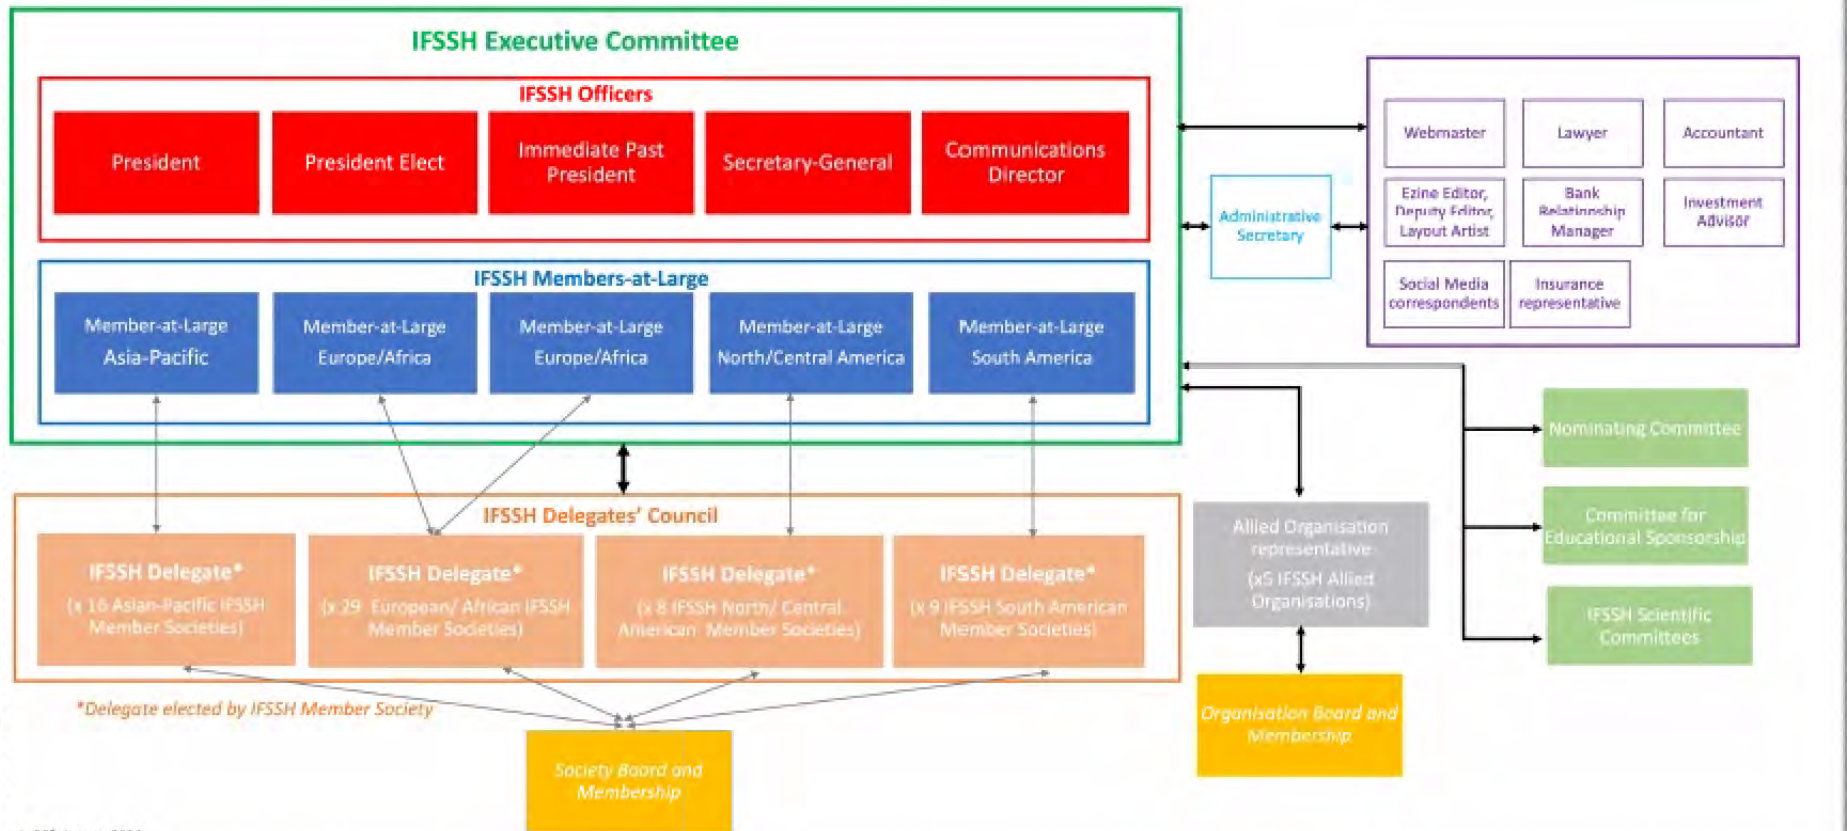 IFSSH Executive Committee
IFSSH Officers
President
President Elect
Immediate Past
President
Secretary-General
Communications
Director
IFSSH Members-at-Large
Member-at-Large
Asia-Pacific
Member-at-Large
Europe/Africa
Member-at-Large
Europe/Africa
Member-at-Large
North/Central America
Member-at-Large
South America
Administrative
Secretary
Webmaster
Lawyer
Accountant
Ezine Editor,
Deputy Editor,
Layout Artist
Bank
Relationship
Manager
Investment
Advisor
Social Media
correspondents
Insurance
representative
IFSSH Delegates' Council
IFSSH Delegate*
(x 16 Asian-Pacific IFSSH
Member Societies)
IFSSH Delegate*
(x 29 European/ African IFSSH
Member Societies)
IFSSH Delegate*
(x 8 IFSSH North/ Central
American Member Societies)
IFSSH Delegate*
(x 9 IFSSH South American
Member Societies)
*Delegate elected by IFSSH Member Society
Society Board and
Membership
Allied Organisation
representative
(x5 IFSSH Allied
Organisations)
Organisation Board and
Membership
Nominating Committee
Committee for
Educational Sponsorship
IFSSH Scientific
Committees